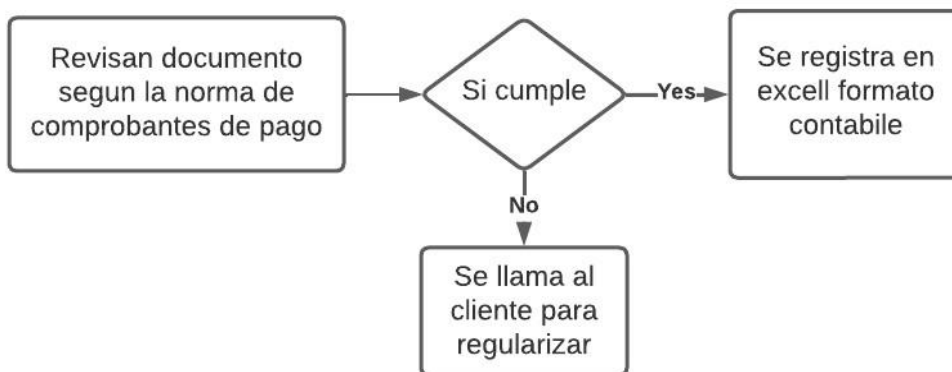 Revisan documento
segun la norma de
comprobantes de pago
Si cumple
Yes
Se registra en
excell formato
contabile
No
Se llama al
cliente para
regularizar